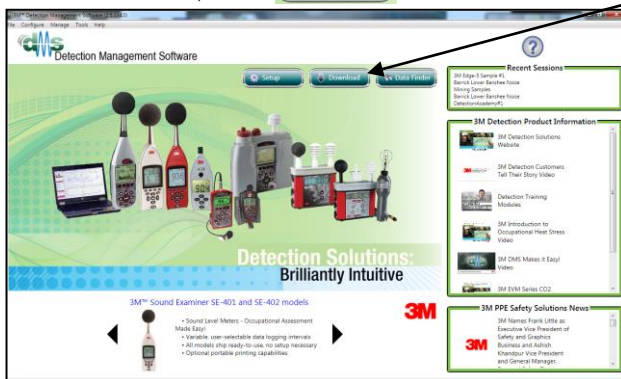 3M™ Detection Management Software
File Configure Manage Tools Help
dms
Detection Management Software
Setup
Download
Data Finder
?
Recent Sessions
3M Edge-5 Sample #1
Barrick Lower Banshee Noise
Mining Samples
Barrick Lower Banshee Noise
DetectionAcademy#1
3M Detection Product Information
3M Detection Solutions
Website
3M Detection Customers
Tell Their Story Video
Detection Training
Modules
3M Introduction to
Occupational Heat Stress
Video
3M DMS Makes it Easy!
Video
3M EVM Series CO2
Detection Solutions:
Brilliantly Intuitive
3M™ Sound Examiner SE-401 and SE-402 models
• Sound Level Meters - Occupational Assessment
Made Easy!
• Variable, user-selectable data logging intervals
• All models ship ready-to-use, no setup necessary
• Optional portable printing capabilities
3M
3M PPE Safety Solutions News
3M
3M Names Frank Little as
Executive Vice President of
Safety and Graphics
Business and Ashish
Khandpur Vice President
and General Manager,